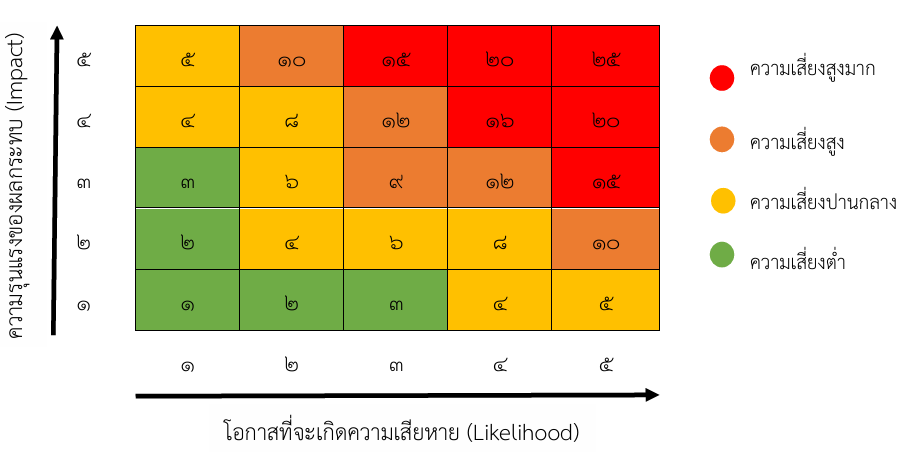 ความรุนแรงของผลกระทบ (Impact)
๕ ๕ ๑๐ ๑๕ ๒๐ ๒๕
๔ ๔ ๘ ๑๒ ๑๖ ๒๐
๓ ๓ ๖ ๙ ๑๒ ๑๕
๒ ๒ ๔ ๖ ๘ ๑๐
๑ ๑ ๒ ๓ ๔ ๕
๑ ๒ ๓ ๔ ๕
โอกาสที่จะเกิดความเสียหาย (Likelihood)
ความเสี่ยงสูงมาก
ความเสี่ยงสูง
ความเสี่ยงปานกลาง
ความเสี่ยงต่ำ